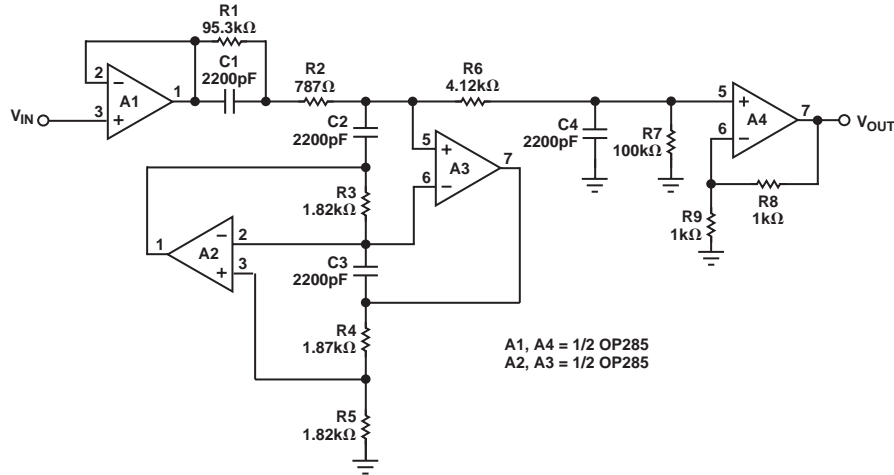 R1
95.3kΩ
C1
2200pF
R2
787Ω
R6
4.12kΩ
2
−
A1
1
3
+
VIN
C2
2200pF
5
+
A3
7
6
−
C4
2200pF
R7
100kΩ
5
+
A4
7
VOUT
6
−
R8
1kΩ
R9
1kΩ
R3
1.82kΩ
1
A2
−
2
+
3
C3
2200pF
R4
1.87kΩ
R5
1.82kΩ
A1, A4 = 1/2 OP285
A2, A3 = 1/2 OP285